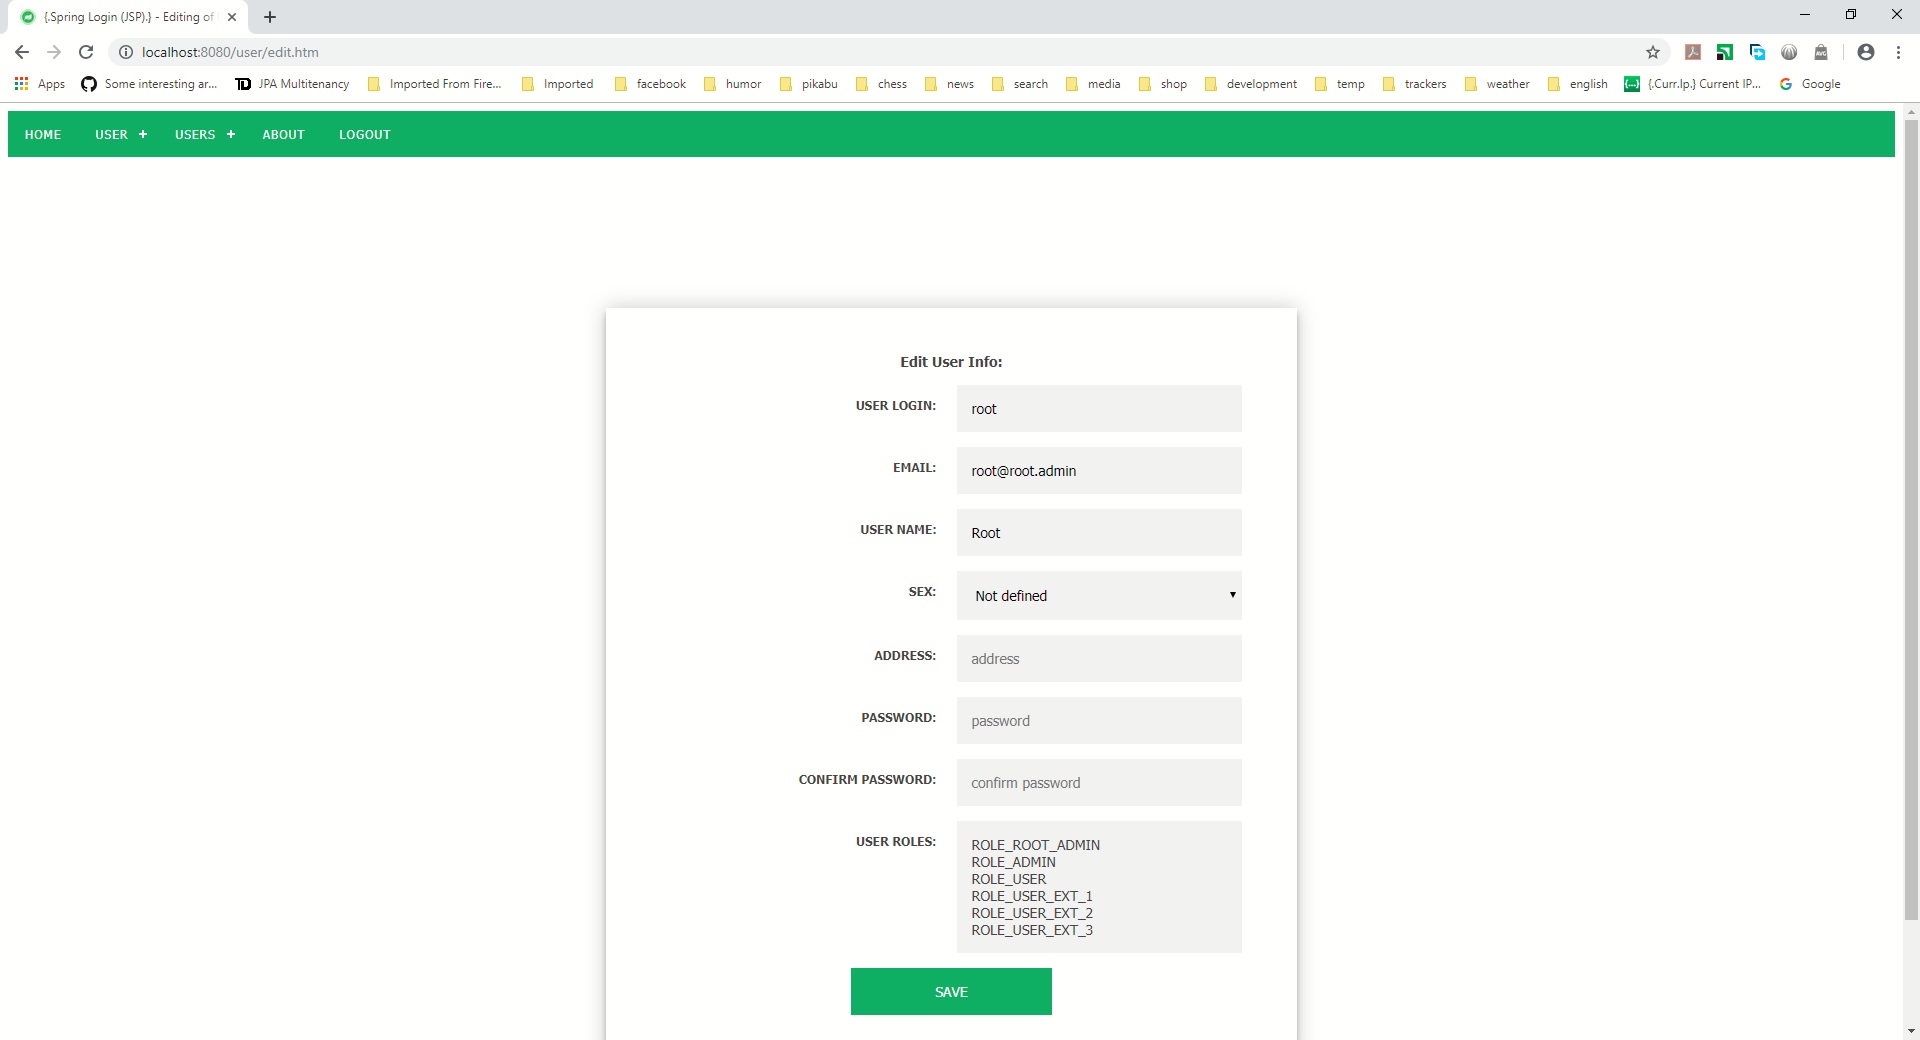 {.Spring Login (JSP).} - Editing of
localhost:8080/user/edit.htm
Apps Some interesting ar... TD JPA Multitenancy Imported From Fire... Imported facebook humor pikabu chess news search media shop development temp trackers weather english {...} {.Curr.Ip.} Current IP... G Google
HOME USER + USERS + ABOUT LOGOUT
Edit User Info:
USER LOGIN: root
EMAIL: root@root.admin
USER NAME: Root
SEX: Not defined
ADDRESS: address
PASSWORD: password
CONFIRM PASSWORD: confirm password
USER ROLES: ROLE_ROOT_ADMIN
ROLE_ADMIN
ROLE_USER
ROLE_USER_EXT_1
ROLE_USER_EXT_2
ROLE_USER_EXT_3
SAVE